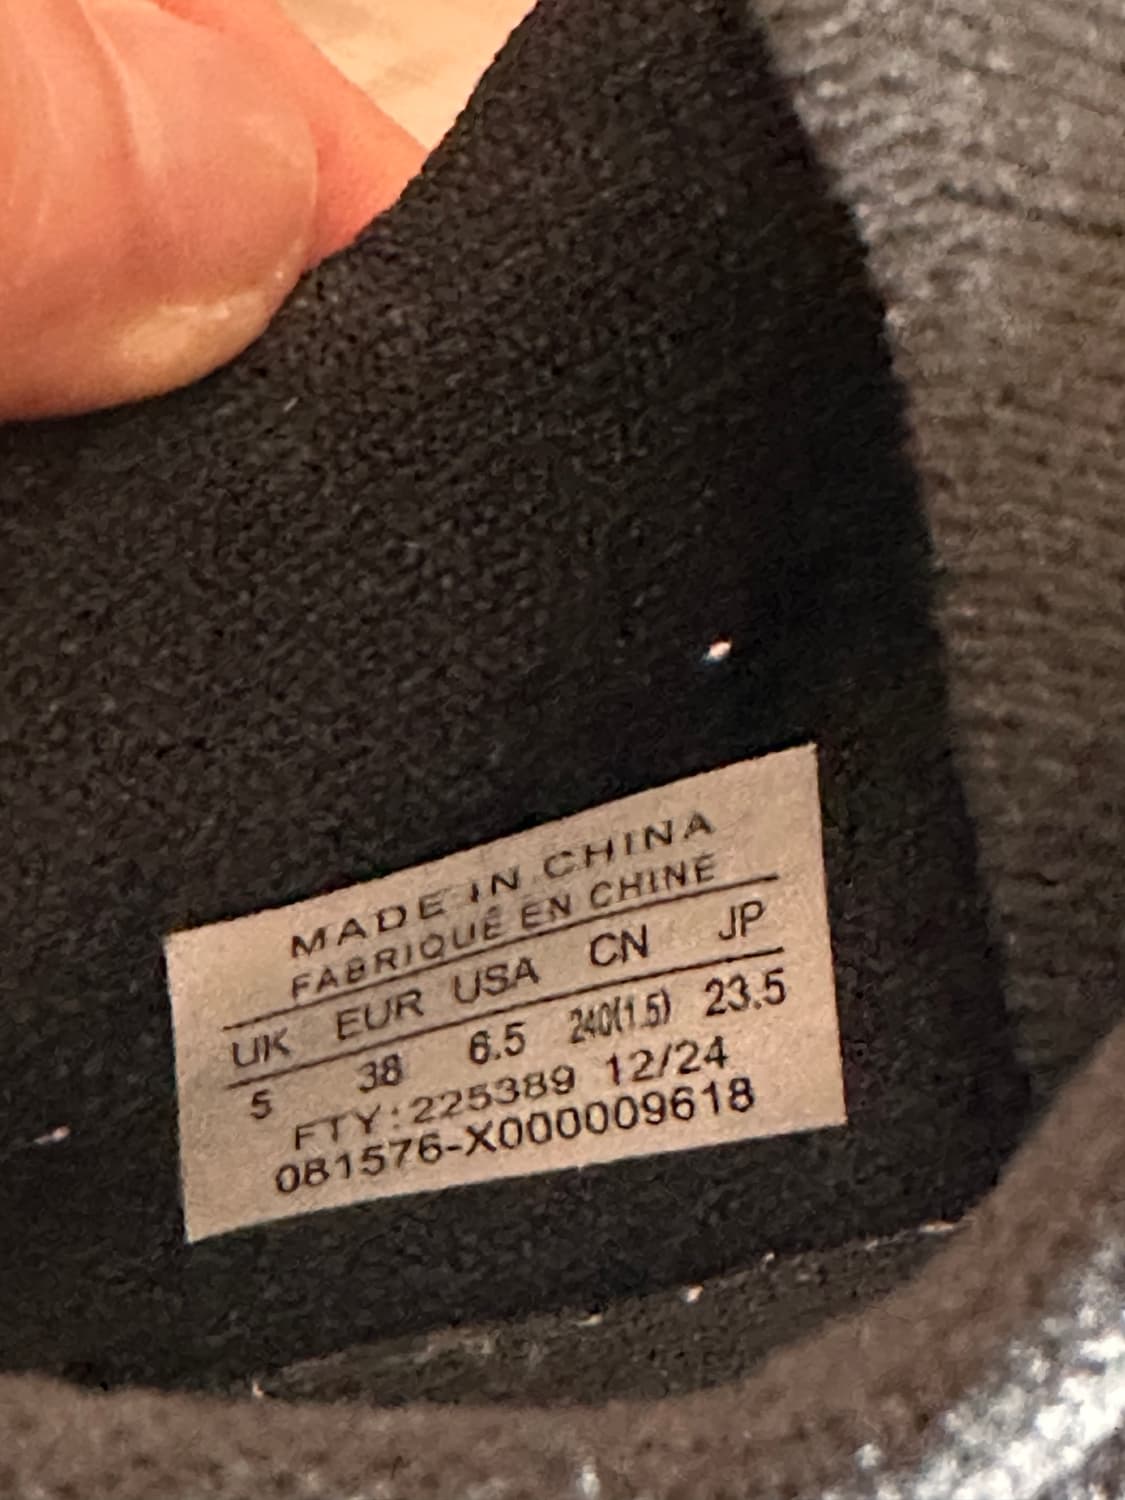 MADE IN CHINA
FABRIQUÉ EN CHINE
UK EUR USA CN JP
5 38 6.5 240(1.5) 23.5
FTY:225389 12/24
081576-X000009618